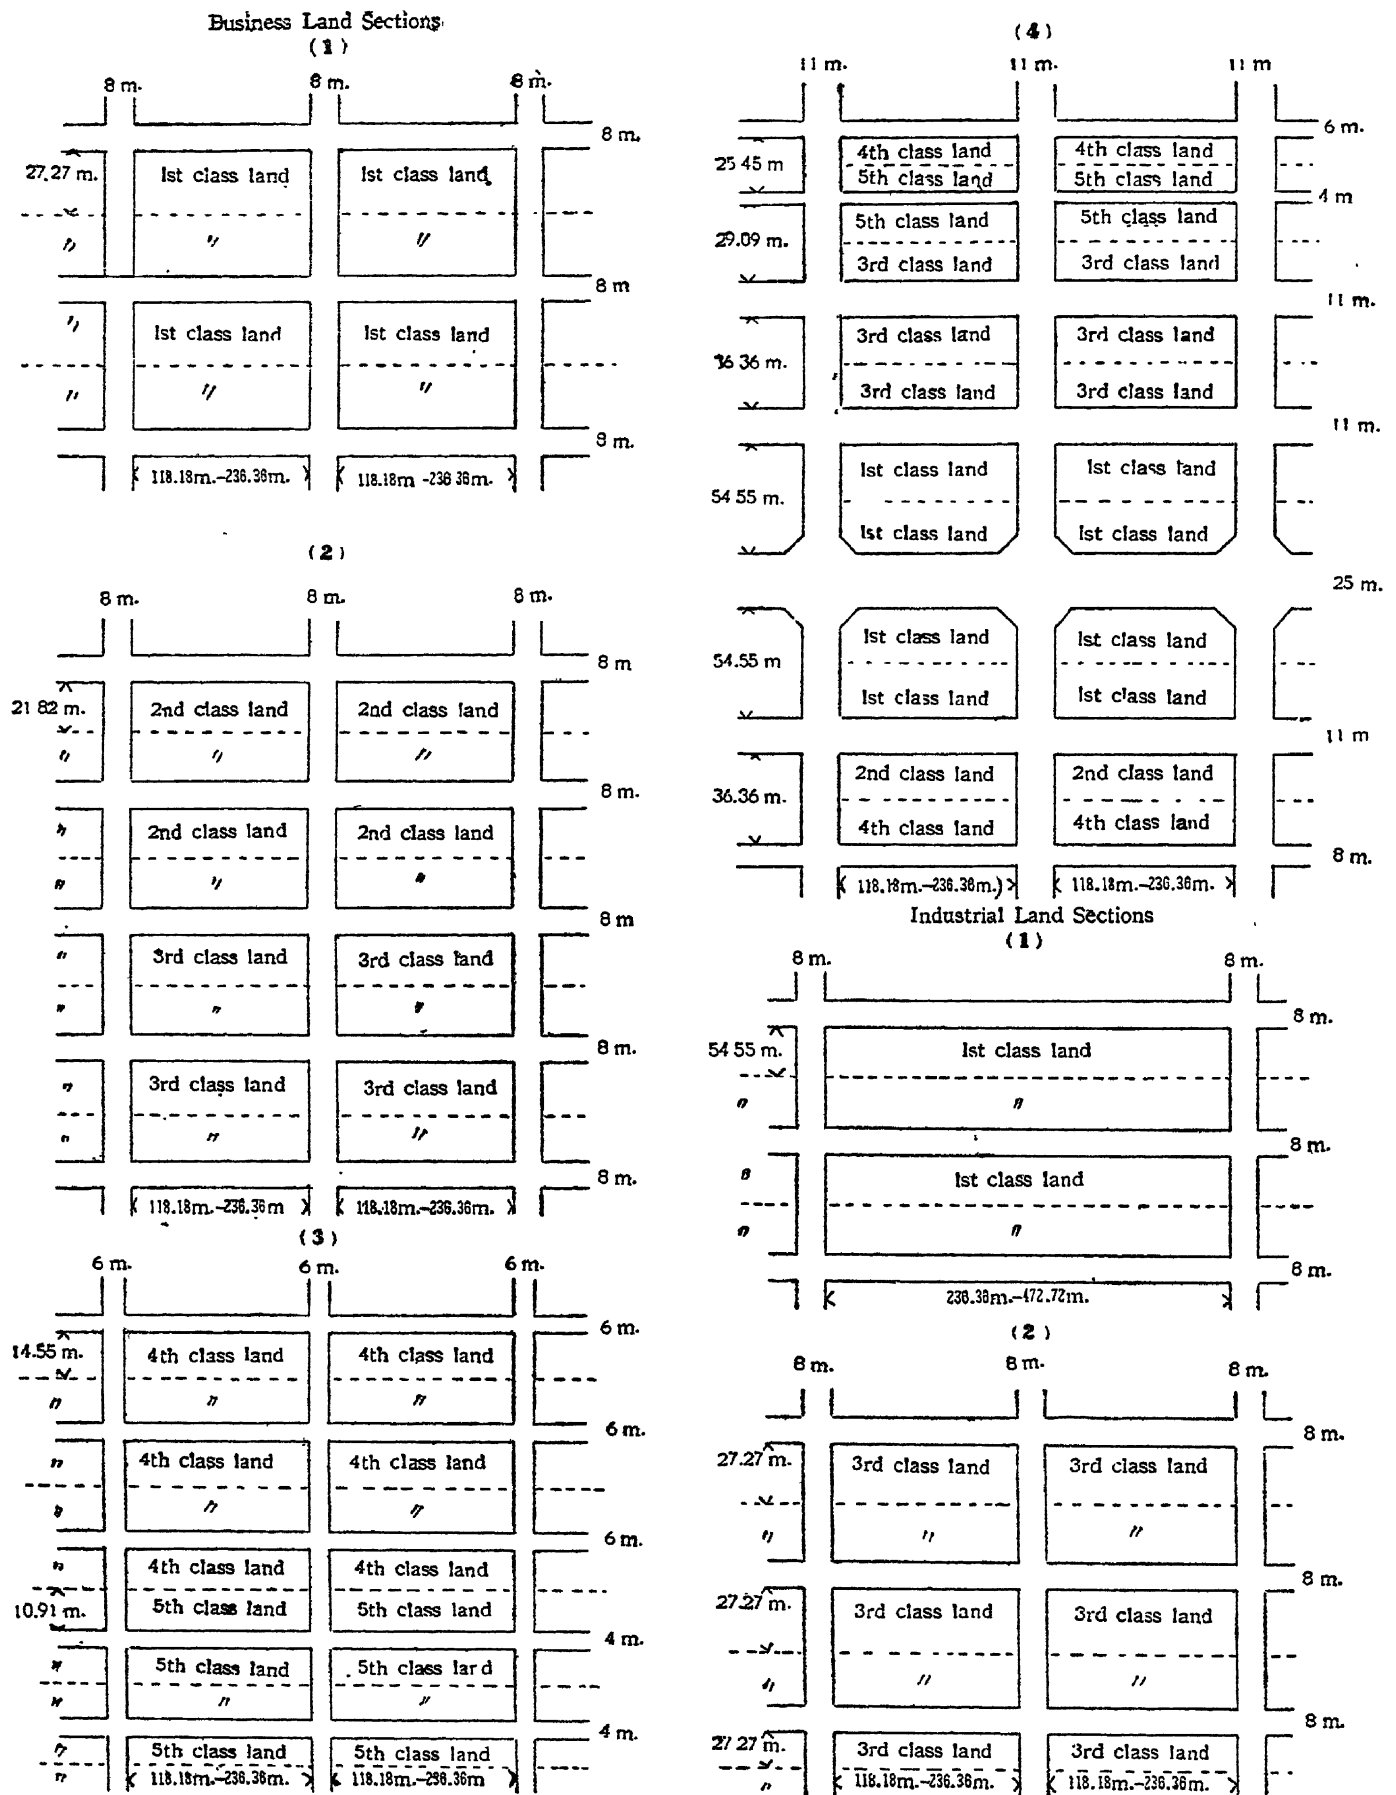 Business Land Sections
(1)
8 m. 8 m. 8 m.
8 m.
27.27 m. 1st class land 1st class land
〃 〃 〃
8 m
〃 1st class land 1st class land
〃 〃 〃
8 m.
118.18m.-236.36m. 118.18m-236 36m.
(2)
8 m. 8 m. 8 m.
8 m
21 82 m. 2nd class land 2nd class land
〃 〃 〃
8 m.
〃 2nd class land 2nd class land
〃 〃 〃
8 m
〃 3rd class land 3rd class land
〃 〃 〃
8 m.
〃 3rd class land 3rd class land
〃 〃 〃
8 m.
118.18m.-236.36m 118.18m.-236.36m.
(3)
6 m. 6 m. 6 m.
6 m.
14.55 m. 4th class land 4th class land
〃 〃 〃
6 m.
〃 4th class land 4th class land
〃 〃 〃
6 m.
〃 4th class land 4th class land
10.91 m. 5th class land 5th class land
4 m.
〃 5th class land 5th class land
〃 〃 〃
4 m.
〃 5th class land 5th class land
〃 118.18m.-236.36m. 118.18m.-236.36m
(4)
11 m. 11 m. 11 m
6 m.
25 45 m 4th class land 4th class land
5th class land 5th class land
4 m
29.09 m. 5th class land 5th class land
3rd class land 3rd class land
11 m.
36 36 m. 3rd class land 3rd class land
3rd class land 3rd class land
11 m.
54 55 m. 1st class land 1st class land
1st class land 1st class land
25 m.
54.55 m 1st class land 1st class land
1st class land 1st class land
11 m
36.36 m. 2nd class land 2nd class land
4th class land 4th class land
8 m.
118.18m.-236.36m.) 118.18m.-236.36m.
Industrial Land Sections
(1)
8 m. 8 m.
8 m.
54 55 m. 1st class land
〃 〃
8 m.
〃 1st class land
〃 〃
8 m.
236.36m.-472.72m.
(2)
8 m. 8 m. 8 m.
8 m.
27.27 m. 3rd class land 3rd class land
〃 〃 〃
8 m.
27.27 m. 3rd class land 3rd class land
〃 〃 〃
8 m.
27 27 m. 3rd class land 3rd class land
〃 118.18m.-236.36m. 118.18m.-236.36m.